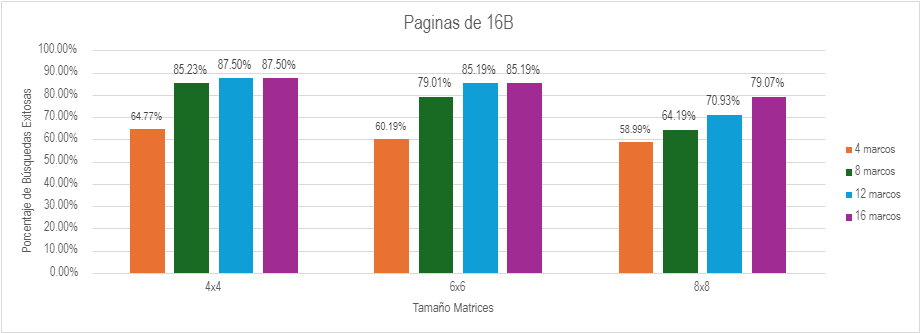 Paginas de 16B
Porcentaje de Búsquedas Exitosas
100.00%
90.00%
80.00%
70.00%
60.00%
50.00%
40.00%
30.00%
20.00%
10.00%
0.00%
64.77%
85.23%
87.50%
87.50%
60.19%
79.01%
85.19%
85.19%
58.99%
64.19%
70.93%
79.07%
4x4
6x6
8x8
Tamaño Matrices
4 marcos
8 marcos
12 marcos
16 marcos